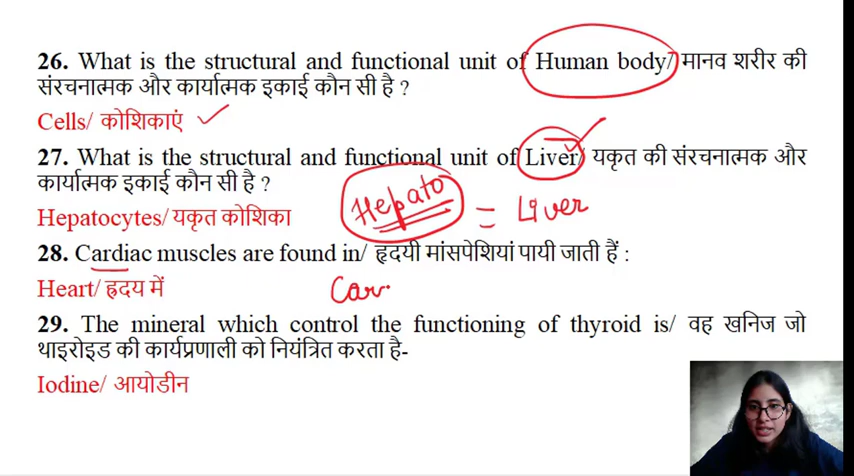 26. What is the structural and functional unit of Human body/ मानव शरीर की
संरचनात्मक और कार्यात्मक इकाई कौन सी है ?
Cells/ कोशिकाएं
27. What is the structural and functional unit of Liver/ यकृत की संरचनात्मक और
कार्यात्मक इकाई कौन सी है ?
Hepato = Liver
Hepatocytes/ यकृत कोशिका
28. Cardiac muscles are found in/ हृदयी मांसपेशियां पायी जाती हैं :
Heart/ ह्रदय में Car
29. The mineral which control the functioning of thyroid is/ वह खनिज जो
थाइरोइड की कार्यप्रणाली को नियंत्रित करता है-
Iodine/ आयोडीन